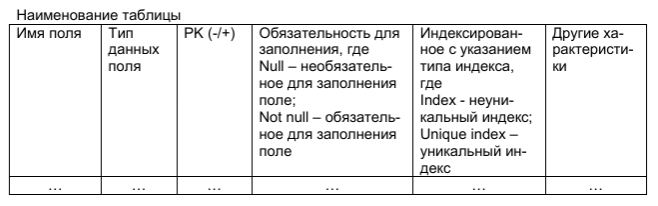 Наименование таблицы
Имя поля
Тип
данных
поля
PK (-/+)
Обязательность для
заполнения, где
Null – необязатель-
ное для заполнения
поле;
Not null – обязатель-
ное для заполнения
поле
Индексирован-
ное с указанием
типа индекса,
где
Index - неуни-
кальный индекс;
Unique index –
уникальный ин-
декс
Другие ха-
рактеристи-
ки
… … … … … …